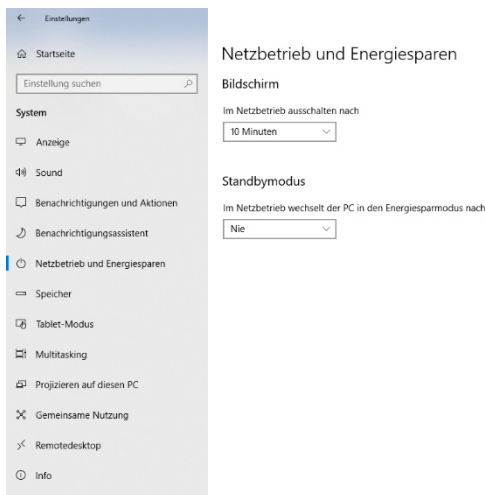 Einstellungen
Startseite
Einstellung suchen
System
Anzeige
Sound
Benachrichtigungen und Aktionen
Benachrichtigungsassistent
Netzbetrieb und Energiesparen
Speicher
Tablet-Modus
Multitasking
Projizieren auf diesen PC
Gemeinsame Nutzung
Remotedesktop
Info
Netzbetrieb und Energiesparen
Bildschirm
Im Netzbetrieb ausschalten nach
10 Minuten
Standbymodus
Im Netzbetrieb wechselt der PC in den Energiesparmodus nach
Nie